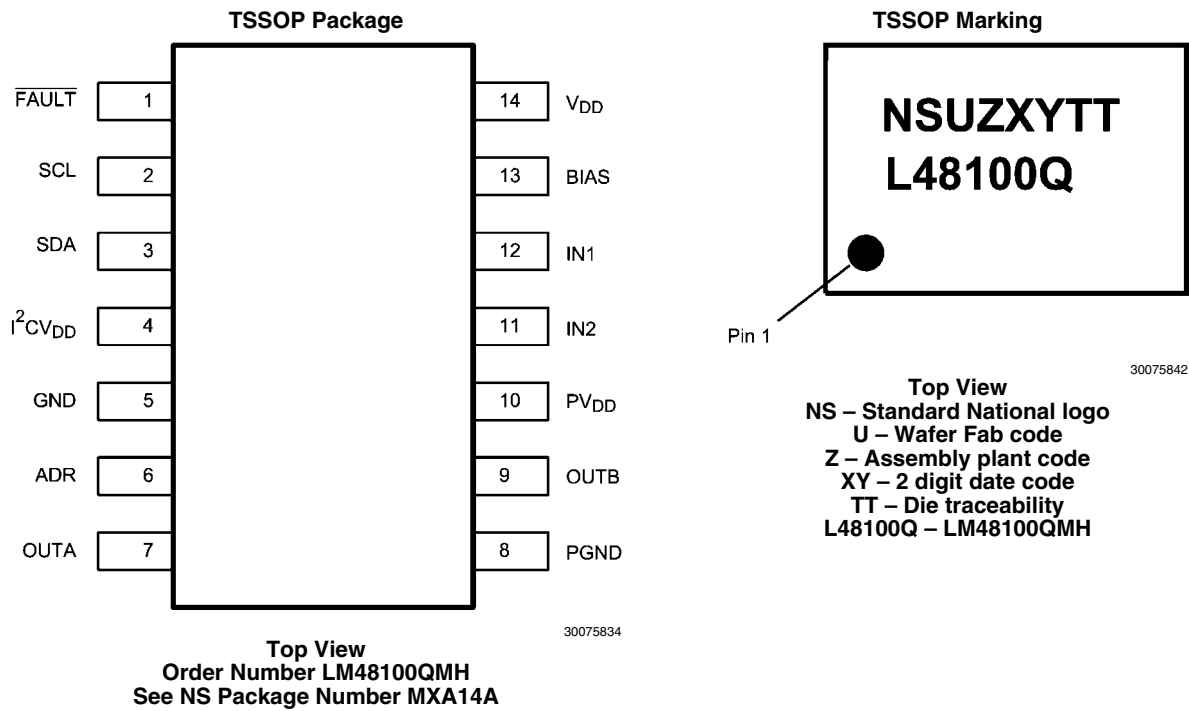 TSSOP Package
FAULT 1 14 VDD
SCL 2 13 BIAS
SDA 3 12 IN1
I²CVDD 4 11 IN2
GND 5 10 PVDD
ADR 6 9 OUTB
OUTA 7 8 PGND
30075834
Top View
Order Number LM48100QMH
See NS Package Number MXA14A
TSSOP Marking
NSUZXYTT
L48100Q
Pin 1
30075842
Top View
NS – Standard National logo
U – Wafer Fab code
Z – Assembly plant code
XY – 2 digit date code
TT – Die traceability
L48100Q – LM48100QMH